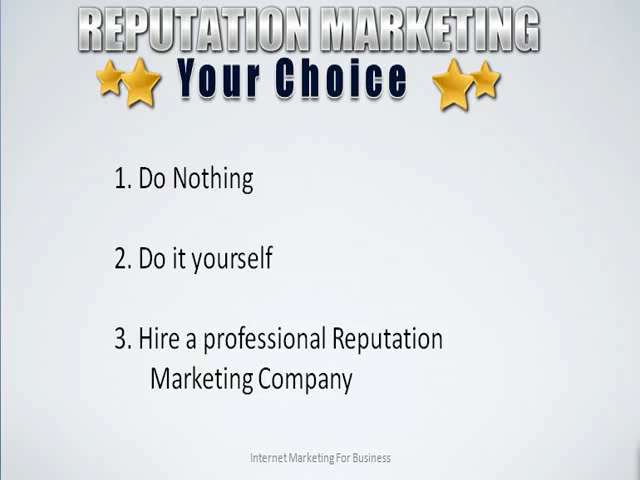 REPUTATION MARKETING
Your Choice
1. Do Nothing
2. Do it yourself
3. Hire a professional Reputation
Marketing Company
Internet Marketing For Business